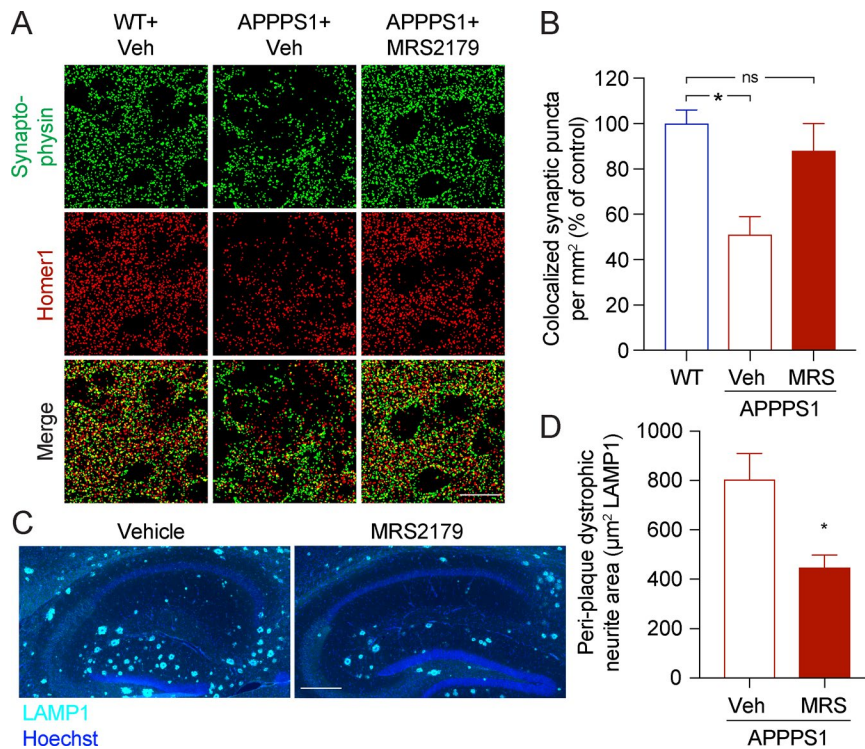 A
WT+
Veh
APPPS1+
Veh
APPPS1+
MRS2179
Synapto-
physin
Homer1
Merge
B
Colocalized synaptic puncta
per mm² (% of control)
120
100
80
60
40
20
0
ns
*
WT
Veh
MRS
APPPS1
C
Vehicle
MRS2179
LAMP1
Hoechst
D
Peri-plaque dystrophic
neurite area (µm² LAMP1)
1000
800
600
400
200
0
*
Veh
MRS
APPPS1